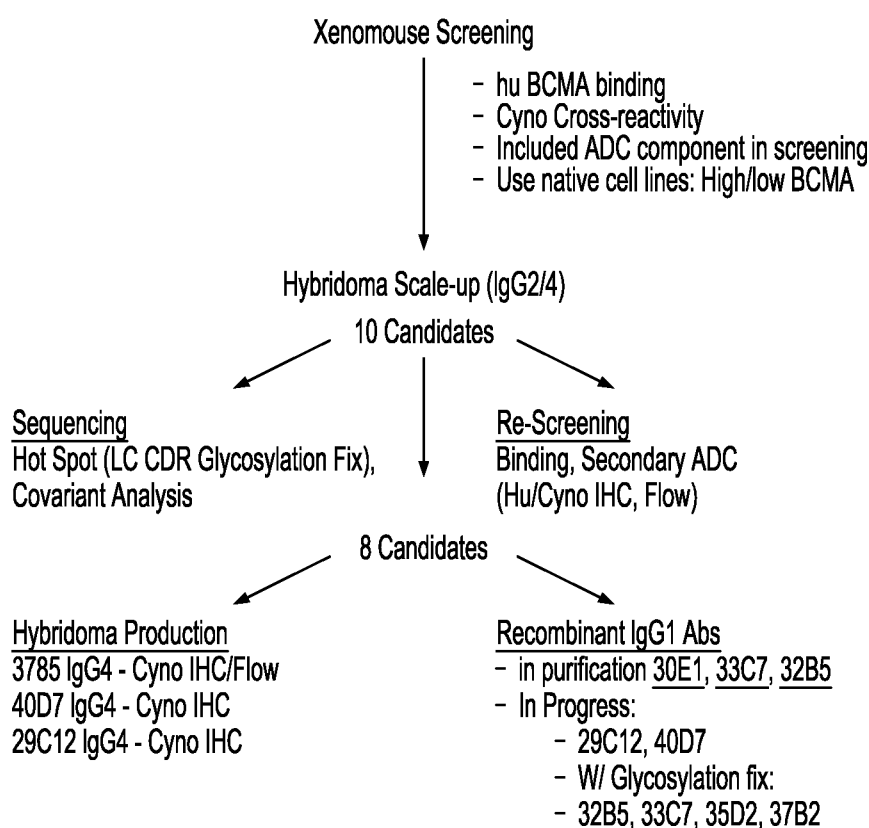 Xenomouse Screening
- hu BCMA binding
- Cyno Cross-reactivity
- Included ADC component in screening
- Use native cell lines: High/low BCMA
Hybridoma Scale-up (IgG2/4)
10 Candidates
Sequencing
Hot Spot (LC CDR Glycosylation Fix),
Covariant Analysis
Re-Screening
Binding, Secondary ADC
(Hu/Cyno IHC, Flow)
8 Candidates
Hybridoma Production
3785 IgG4 - Cyno IHC/Flow
40D7 IgG4 - Cyno IHC
29C12 IgG4 - Cyno IHC
Recombinant IgG1 Abs
- in purification 30E1, 33C7, 32B5
- In Progress:
- 29C12, 40D7
- W/ Glycosylation fix:
- 32B5, 33C7, 35D2, 37B2